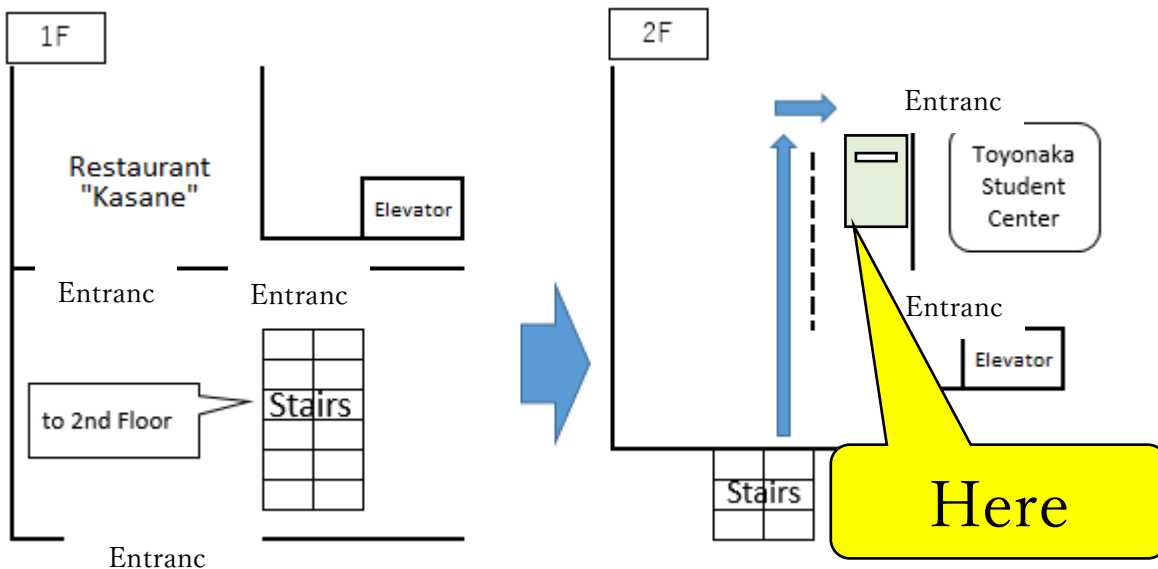 1F
Restaurant
"Kasane"
Elevator
Entranc
Entranc
to 2nd Floor
Stairs
Entranc
2F
Entranc
Toyonaka
Student
Center
Entranc
Elevator
Stairs
Here